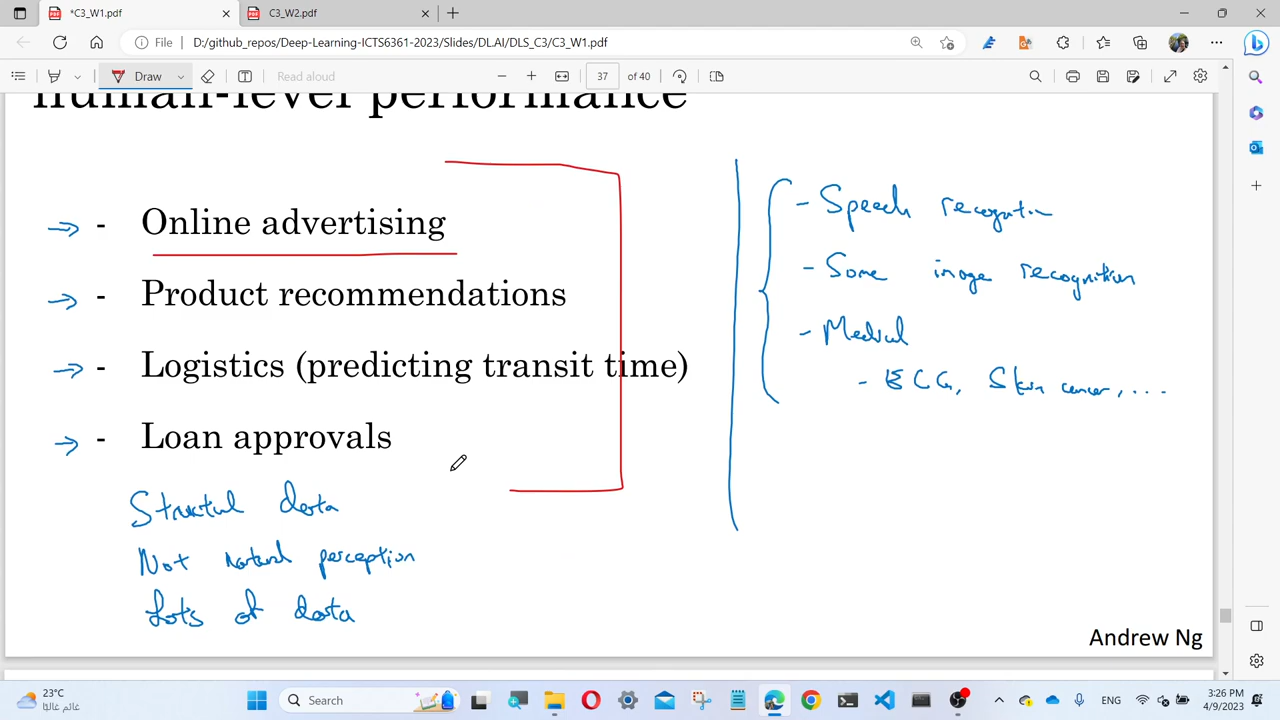 *C3_W1.pdf
C3_W2.pdf
File D:/github_repos/Deep-Learning-ICTS6361-2023/Slides/DL.AI/DLS_C3/C3_W1.pdf
Draw
Read aloud
37 of 40
human-level performance
- Online advertising
- Product recommendations
- Logistics (predicting transit time)
- Loan approvals
Structural data
Not natural perception
Lots of data
- Speech recognition
- Some image recognition
- Medical
- ECG, Skin cancer, ....
Andrew Ng
23°C
غائم غالبًا
Search
ENG
3:26 PM
4/9/2023